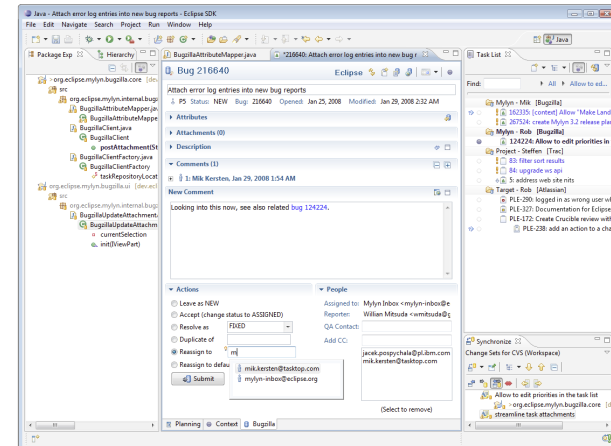 Java - Attach error log entries into new bug reports - Eclipse SDK
File Edit Navigate Search Project Run Window Help
Java
Package Exp
Hierarchy
>org.eclipse.mylyn.bugzilla.core [dev
src
org.eclipse.mylyn.internal.bugz
BugzillaAttributeMapper.jav
BugzillaAttributeMappe
BugzillaClient.java
BugzillaClient
postAttachment(St
BugzillaClientFactory.java
BugzillaClientFactory
taskRepositoryLocat
org.eclipse.mylyn.bugzilla.ui [dev.ecl
src
org.eclipse.mylyn.internal.bugz
BugzillaUpdateAttachment
BugzillaUpdateAttachm
currentSelection
init(IViewPart)
BugzillaAttributeMapper.java
*216640: Attach error log entries into new bug r
Bug 216640
Eclipse
Attach error log entries into new bug reports
P5 Status: NEW Bug: 216640 Opened: Jan 25, 2008 Modified: Jan 29, 2008 2:32 AM
Attributes
Attachments (0)
Description
Comments (1)
1: Mik Kersten, Jan 29, 2008 1:54 AM
New Comment
Looking into this now, see also related bug 124224.
Actions
Leave as NEW
Accept (change status to ASSIGNED)
Resolve as FIXED
Duplicate of
Reassign to m
Reassign to defau
mik.kersten@tasktop.com
mylyn-inbox@eclipse.org
Submit
People
Assigned to: Mylyn Inbox <mylyn-inbox@e
Reporter: Willian Mitsuda <wmitsuda@g
QA Contact:
Add CC:
jacek.pospychala@pl.ibm.com
mik.kersten@tasktop.com
(Select to remove)
Planning Context Bugzilla
Task List
Find: All Allow to ed...
Mylyn - Mik [Bugzilla]
162335: [context] Allow "Make Land
267524: create Mylyn 3.2 release plan
Mylyn - Rob [Bugzilla]
124224: Allow to edit priorities in
Project - Steffen [Trac]
83: filter sort results
84: upgrade ws api
5: address web site nits
Target - Rob [Atlassian]
PLE-290: logged in as wrong user wh
PLE-327: Documentation for Eclipse
PLE-172: Create Crucible review with
PLE-238: add an action to a cha
Synchronize
Change Sets for CVS (Workspace)
Allow to edit priorities in the task list
> org.eclipse.mylyn.bugzilla.core [d
streamline task attachments